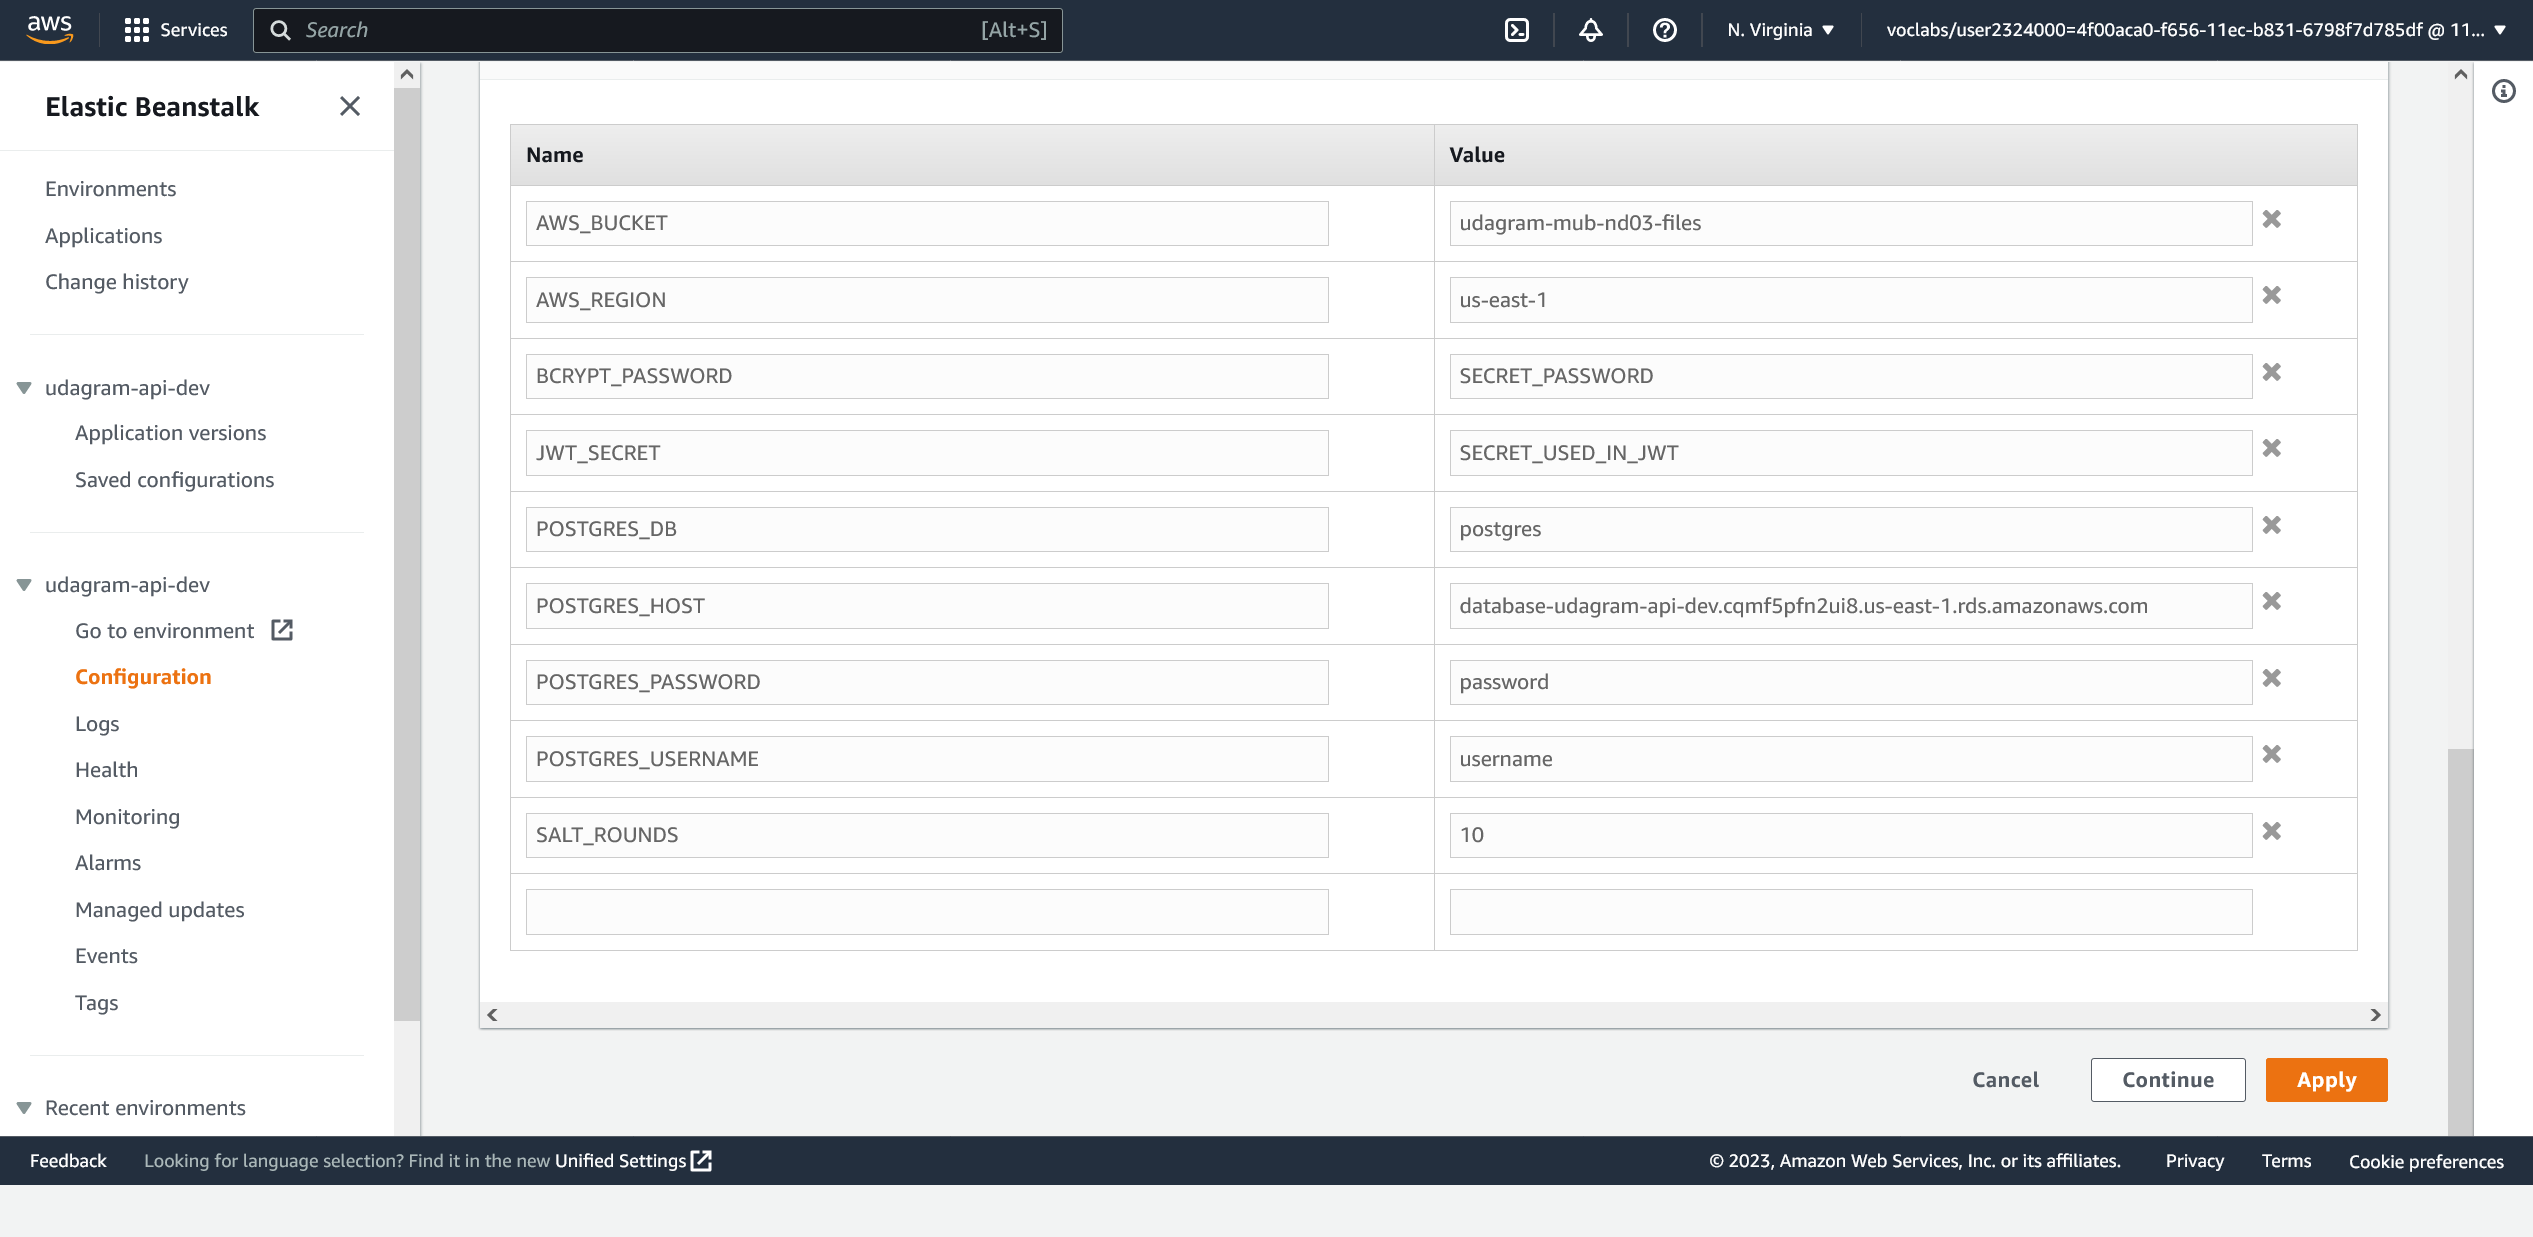 aws
Services
Search
[Alt+S]
N. Virginia
voclabs/user2324000=4f00aca0-f656-11ec-b831-6798f7d785df @ 11...
Elastic Beanstalk
Environments
Applications
Change history
udagram-api-dev
Application versions
Saved configurations
udagram-api-dev
Go to environment
Configuration
Logs
Health
Monitoring
Alarms
Managed updates
Events
Tags
Recent environments
Name
Value
AWS_BUCKET
udagram-mub-nd03-files
AWS_REGION
us-east-1
BCRYPT_PASSWORD
SECRET_PASSWORD
JWT_SECRET
SECRET_USED_IN_JWT
POSTGRES_DB
postgres
POSTGRES_HOST
database-udagram-api-dev.cqmf5pfn2ui8.us-east-1.rds.amazonaws.com
POSTGRES_PASSWORD
password
POSTGRES_USERNAME
username
SALT_ROUNDS
10
Cancel
Continue
Apply
Feedback
Looking for language selection? Find it in the new Unified Settings
© 2023, Amazon Web Services, Inc. or its affiliates.
Privacy
Terms
Cookie preferences